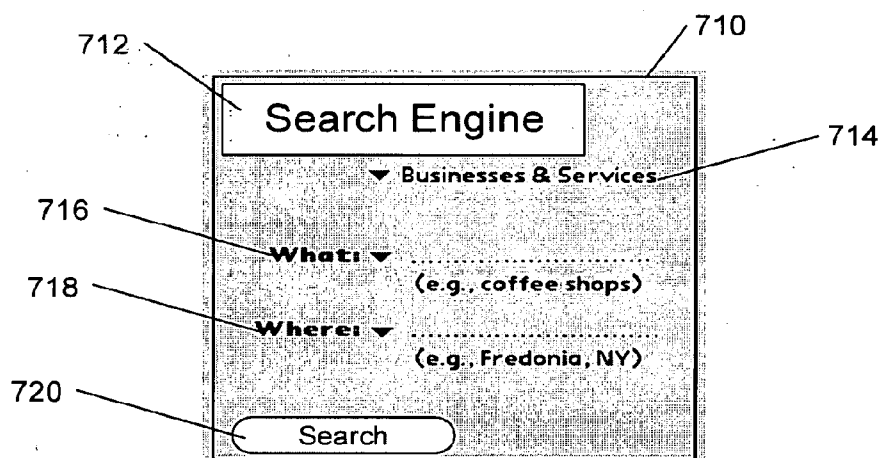 710
712
Search Engine
714
▼ Businesses & Services
716
What: ▼
(e.g., coffee shops)
718
Where: ▼
(e.g., Fredonia, NY)
720
Search